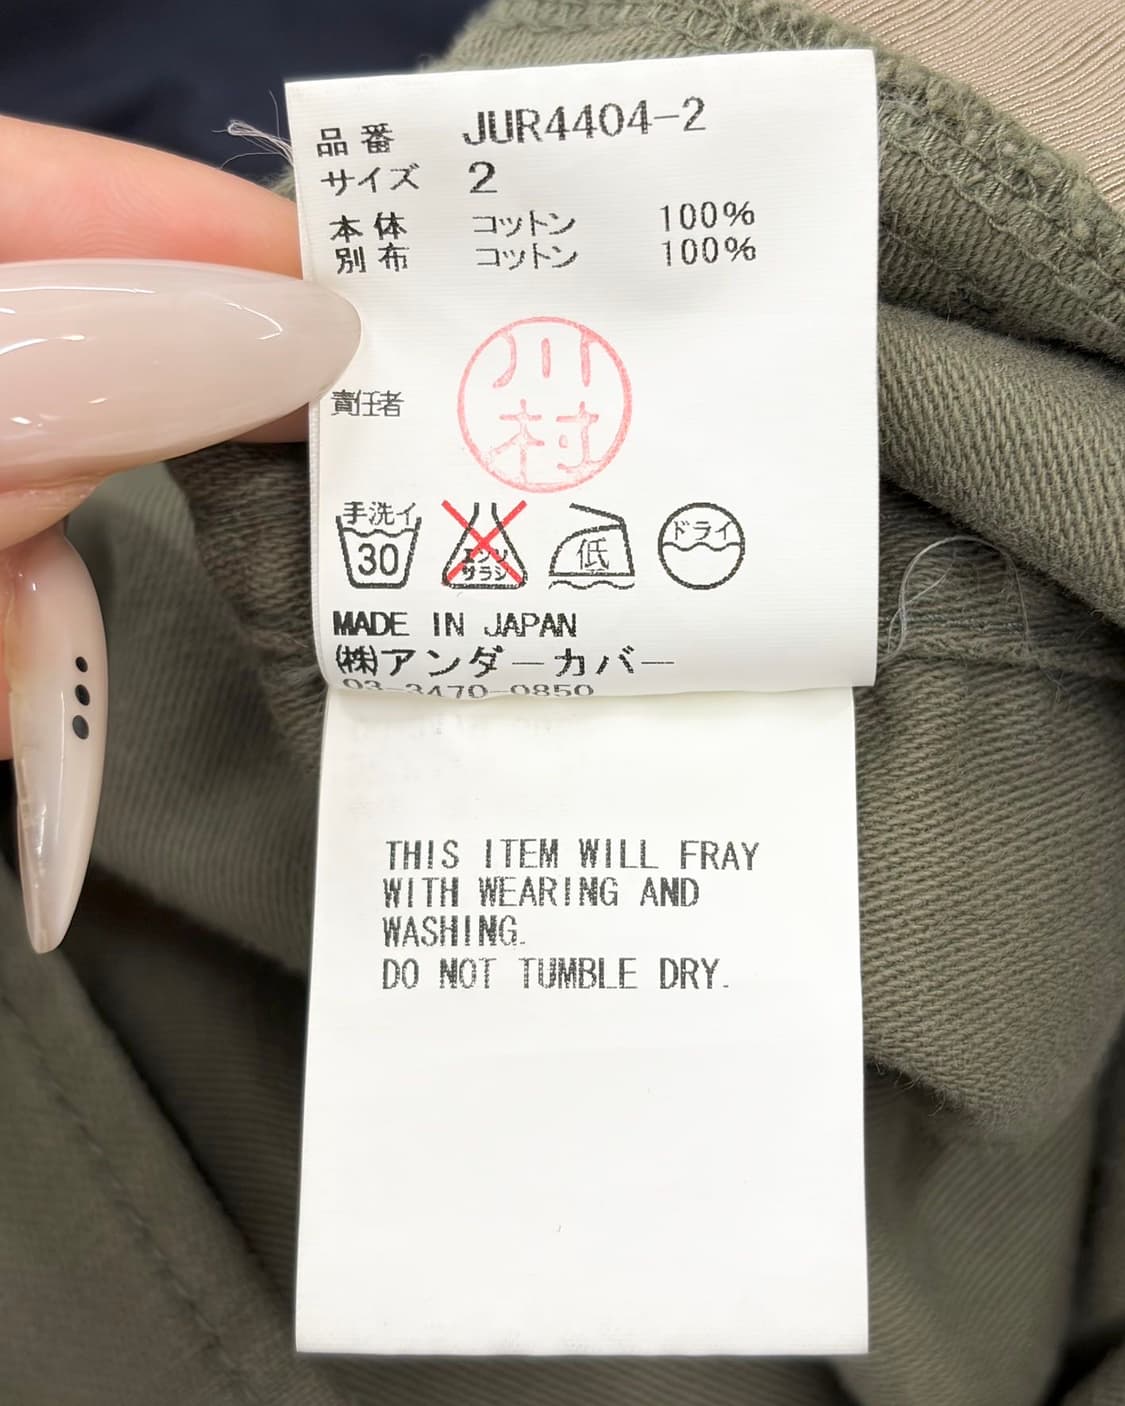 品番 JUR4404-2
サイズ 2
本体 コットン 100%
別布 コットン 100%
責任者
川村
手洗イ
30
エンソ
サラシ
低
ドライ
MADE IN JAPAN
(株)アンダーカバー
03-3470-0850
THIS ITEM WILL FRAY
WITH WEARING AND
WASHING.
DO NOT TUMBLE DRY.